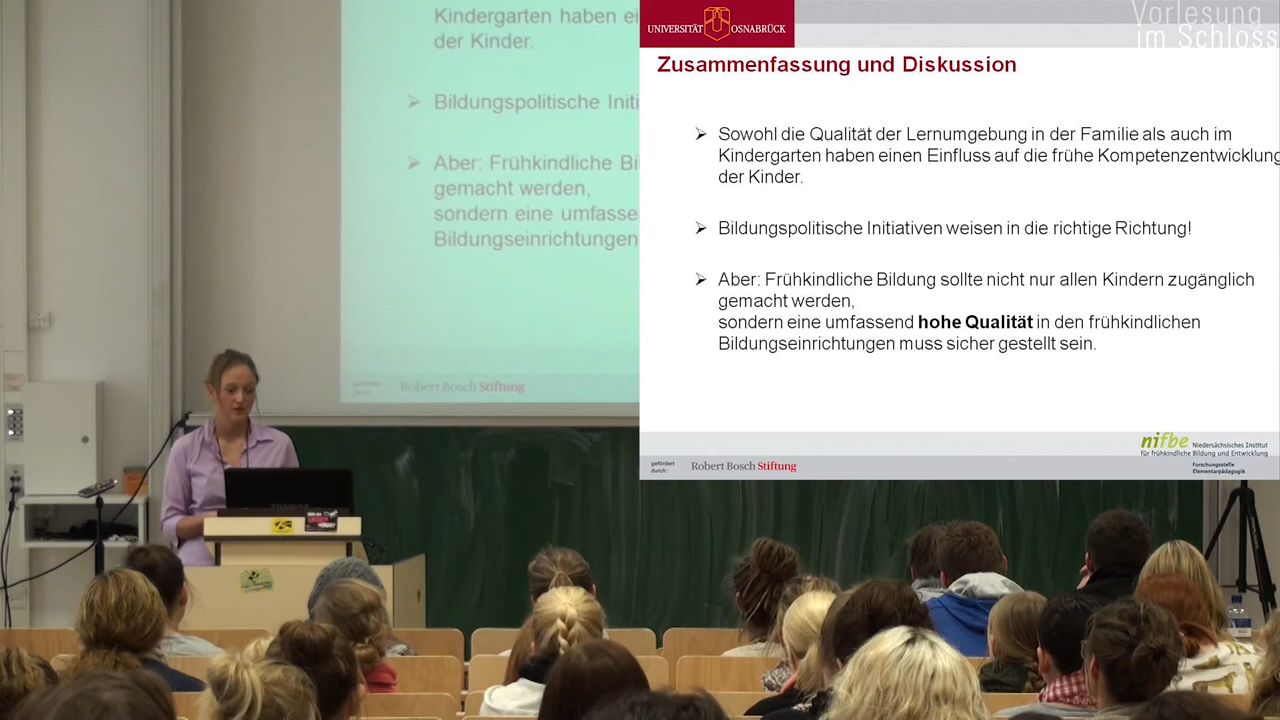 Kindergarten haben ei
der Kinder.
Bildungspolitische Initi
Aber: Frühkindliche Bi
gemacht werden,
sondern eine umfasse
Bildungseinrichtungen
Robert Bosch Stiftung
UNIVERSITÄT OSNABRÜCK
Vorlesung
im Schloss
Zusammenfassung und Diskussion
Sowohl die Qualität der Lernumgebung in der Familie als auch im
Kindergarten haben einen Einfluss auf die frühe Kompetenzentwicklung
der Kinder.
Bildungspolitische Initiativen weisen in die richtige Richtung!
Aber: Frühkindliche Bildung sollte nicht nur allen Kindern zugänglich
gemacht werden,
sondern eine umfassend hohe Qualität in den frühkindlichen
Bildungseinrichtungen muss sicher gestellt sein.
gefördert
durch:
Robert Bosch Stiftung
nifbe Niedersächsisches Institut
für frühkindliche Bildung und Entwicklung
Forschungsstelle
Elementarpädagogik